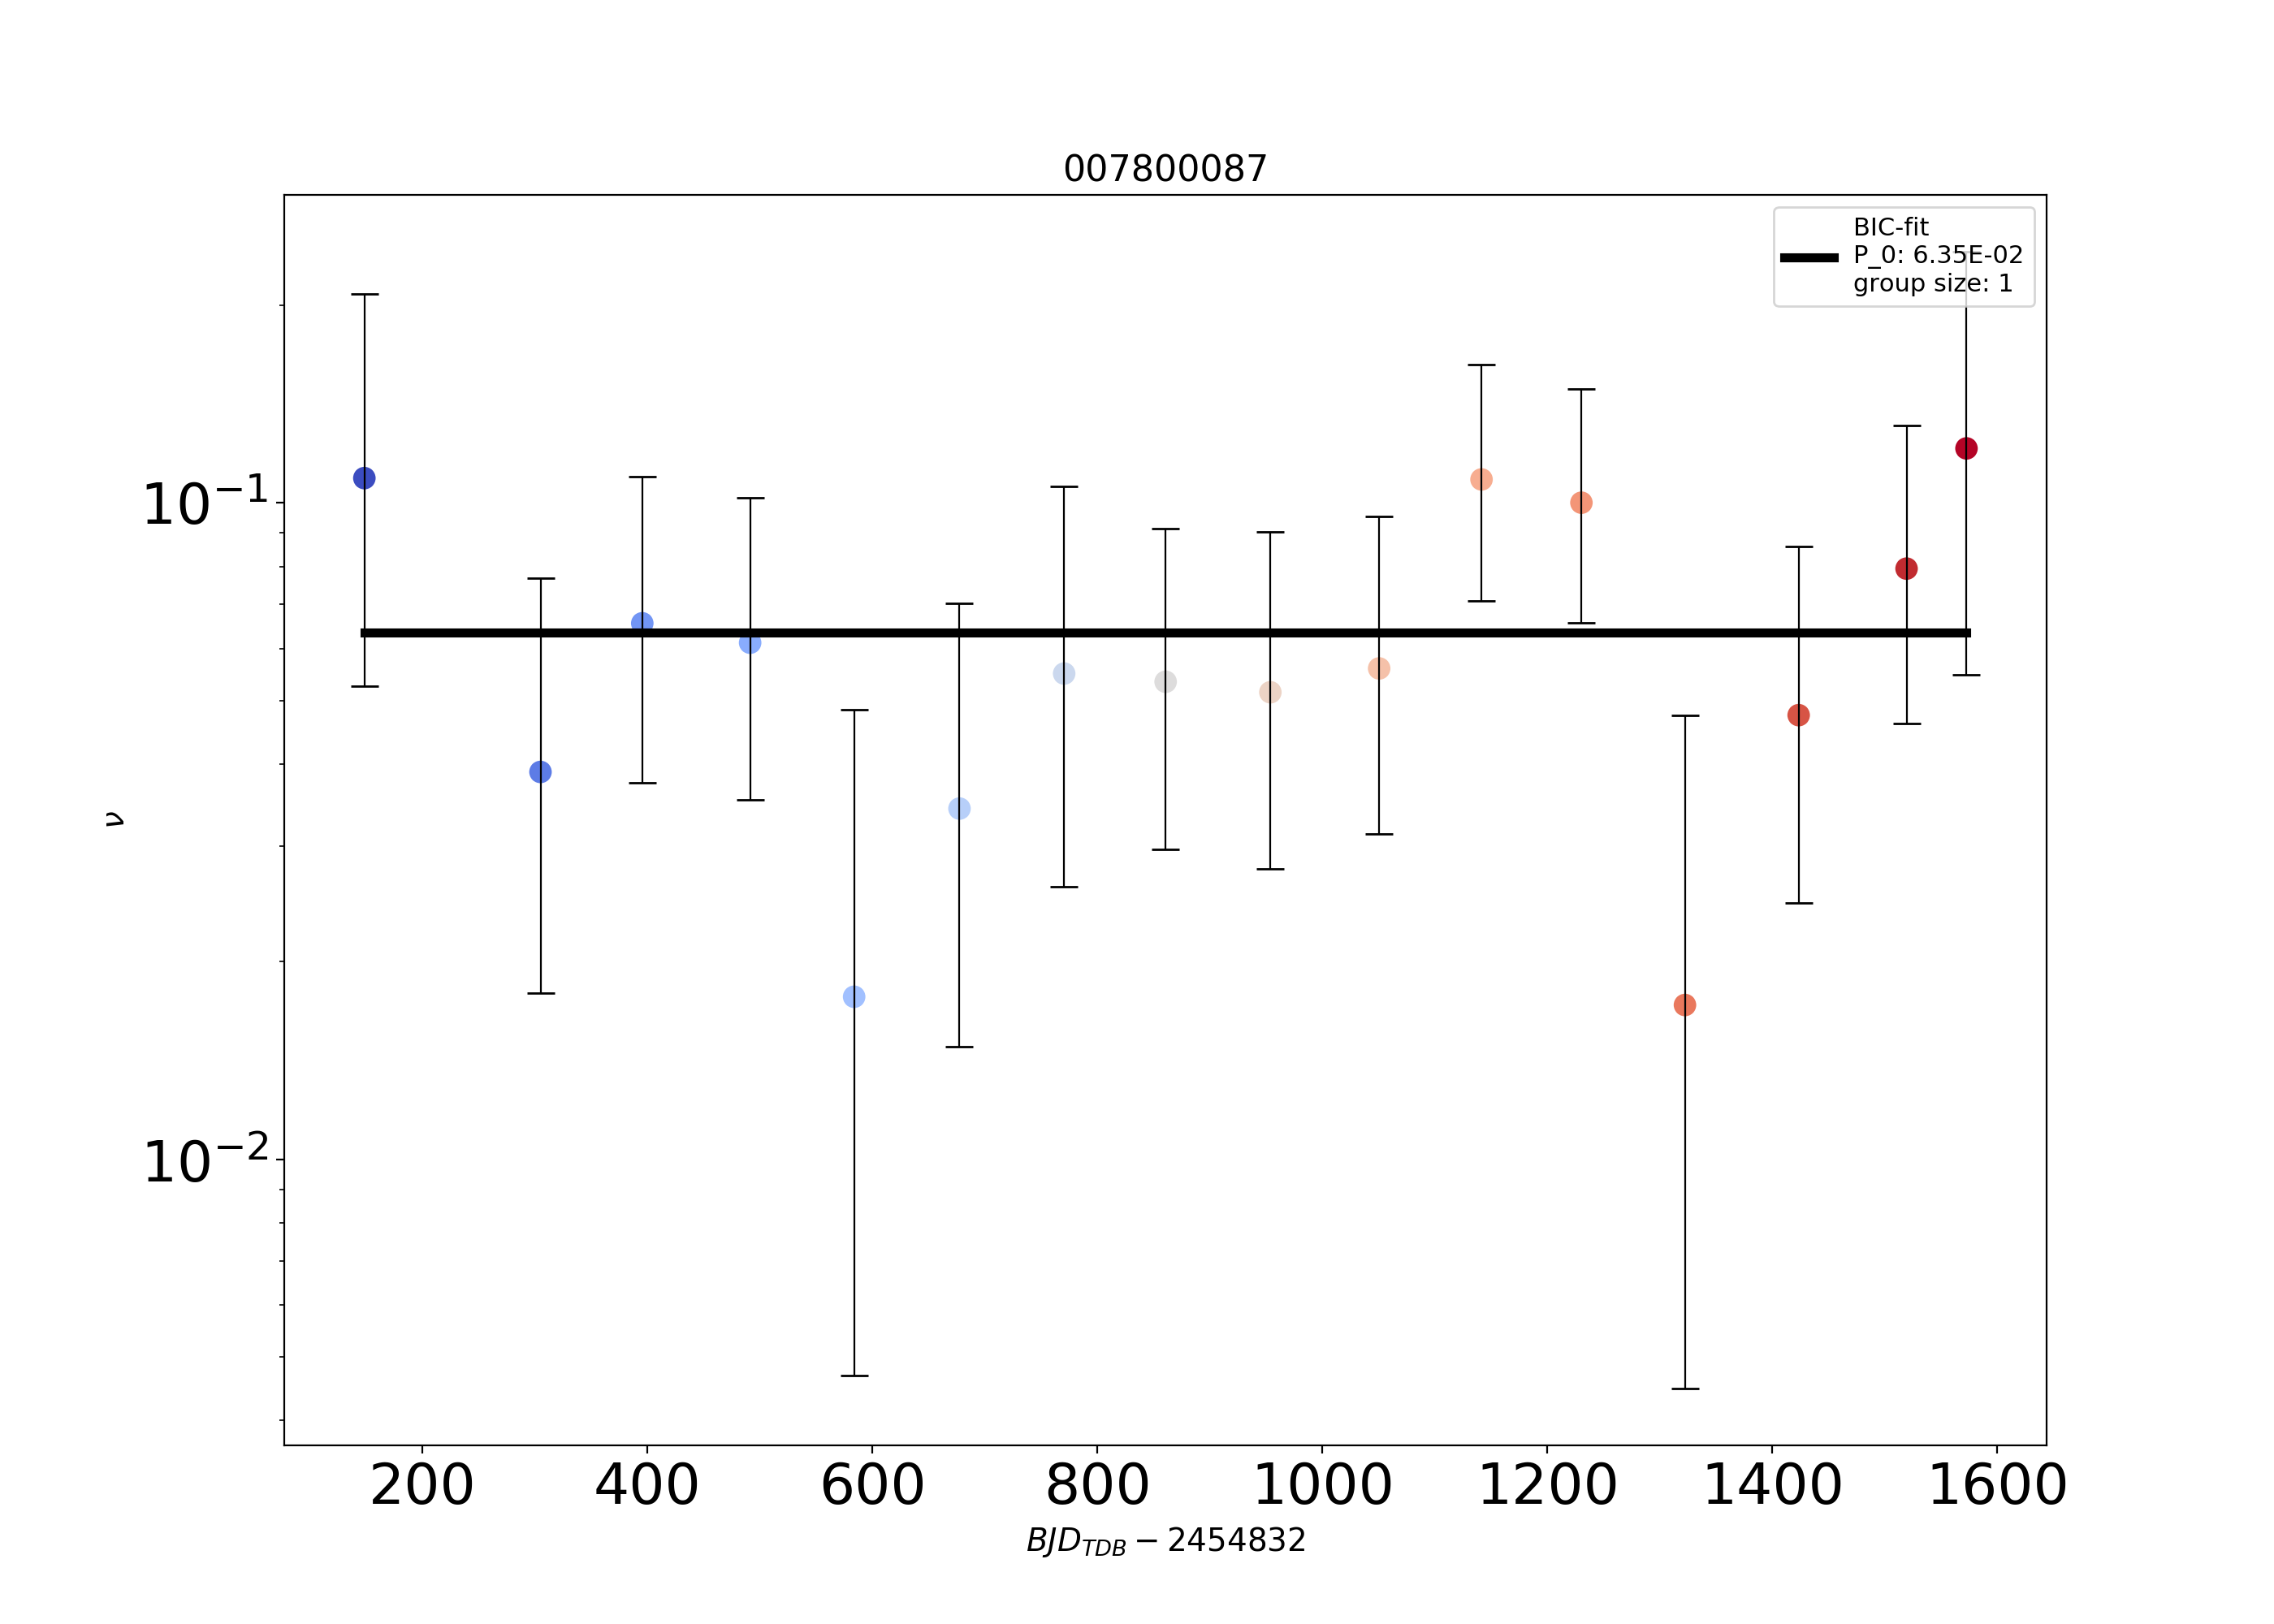 007800087
BIC-fit
P_0: 6.35E-02
group size: 1
10⁻¹
10⁻²
ν
200 400 600 800 1000 1200 1400 1600
BJD_TDB − 2454832